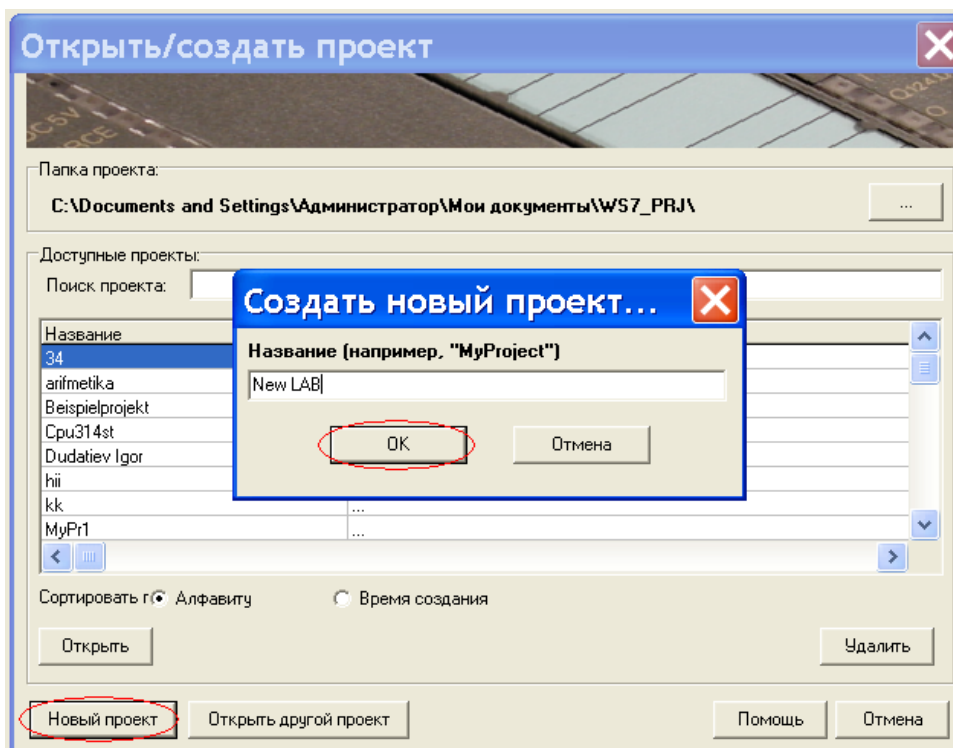 Открыть/создать проект
DC5V
BCE
Папка проекта:
C:\Documents and Settings\Администратор\Мои документы\WS7_PRJ\
...
Доступные проекты:
Поиск проекта:
Создать новый проект...
Название (например, "MyProject")
New LAB
OK
Отмена
Название
34
arifmetika
Beispielprojekt
Cpu314st
Dudatiev Igor
hii
kk
...
MyPr1
...
Сортировать г
Алфавиту
Время создания
Открыть
Удалить
Новый проект
Открыть другой проект
Помощь
Отмена